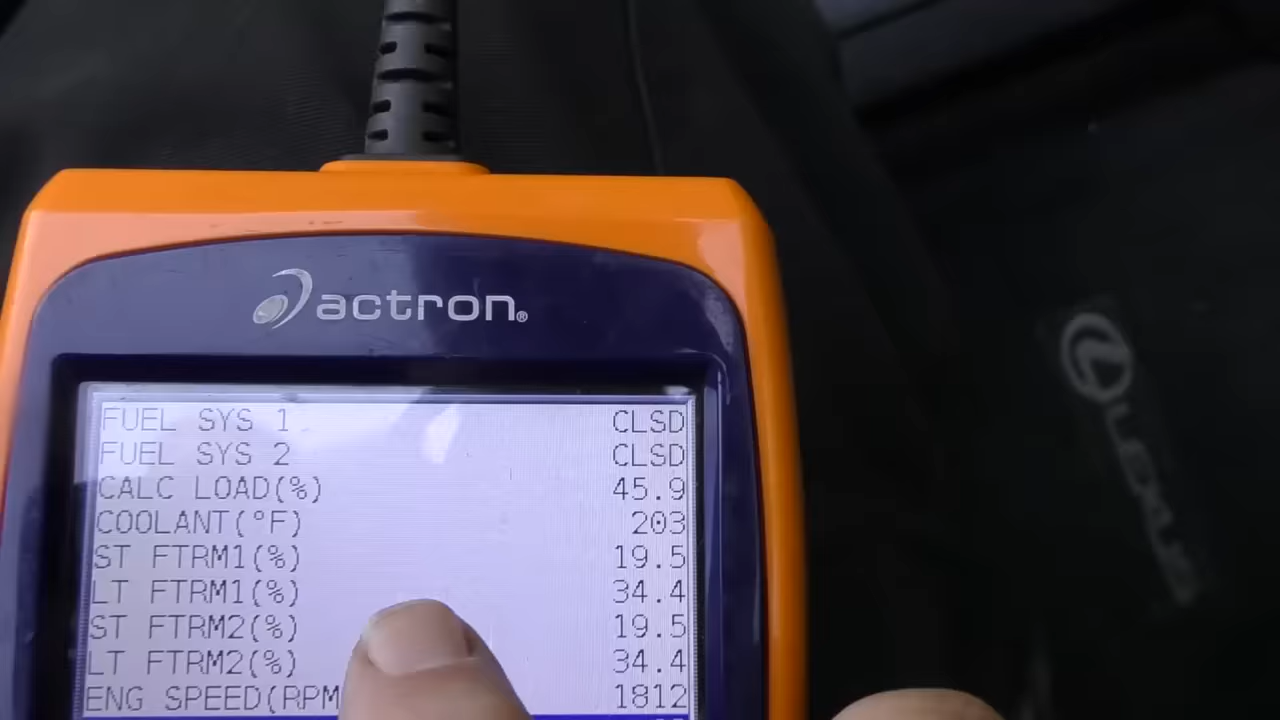 actron®
FUEL SYS 1 CLSD
FUEL SYS 2 CLSD
CALC LOAD(%) 45.9
COOLANT(°F) 203
ST FTRM1(%) 19.5
LT FTRM1(%) 34.4
ST FTRM2(%) 19.5
LT FTRM2(%) 34.4
ENG SPEED(RPM 1812
LEXUS